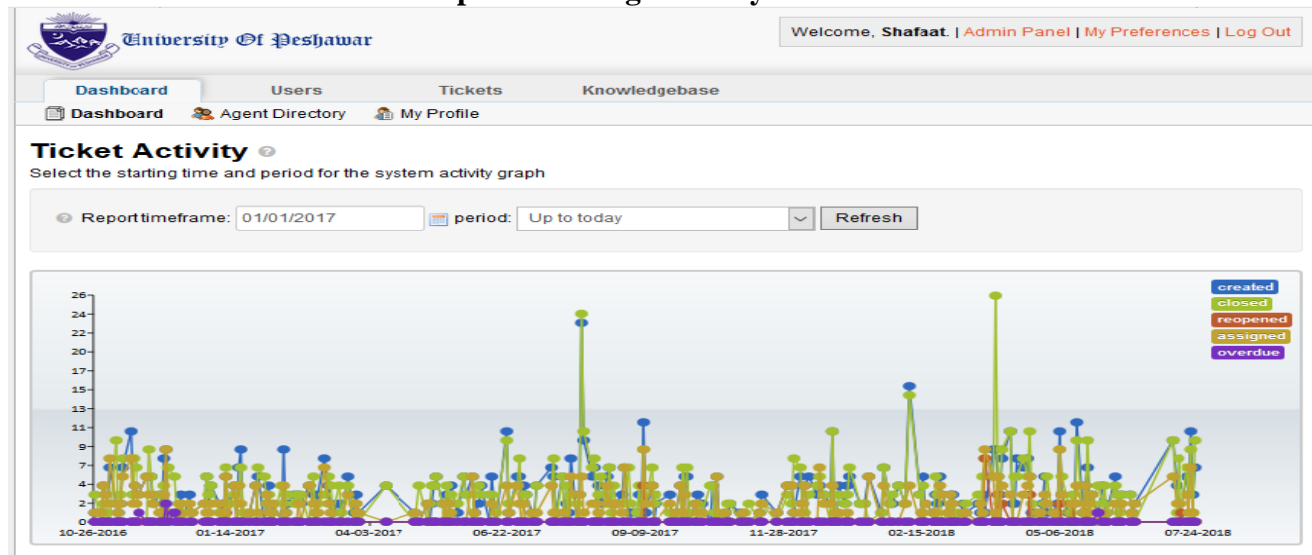 University Of Peshawar
Welcome, Shafaat. | Admin Panel | My Preferences | Log Out
Dashboard Users Tickets Knowledgebase
Dashboard Agent Directory My Profile
Ticket Activity
Select the starting time and period for the system activity graph
Report timeframe: 01/01/2017 period: Up to today Refresh
created
closed
reopened
assigned
overdue
26
24
22
20
17
15
13
11
9
7
4
2
0
10-26-2016 01-14-2017 04-03-2017 06-22-2017 09-09-2017 11-28-2017 02-15-2018 05-06-2018 07-24-2018